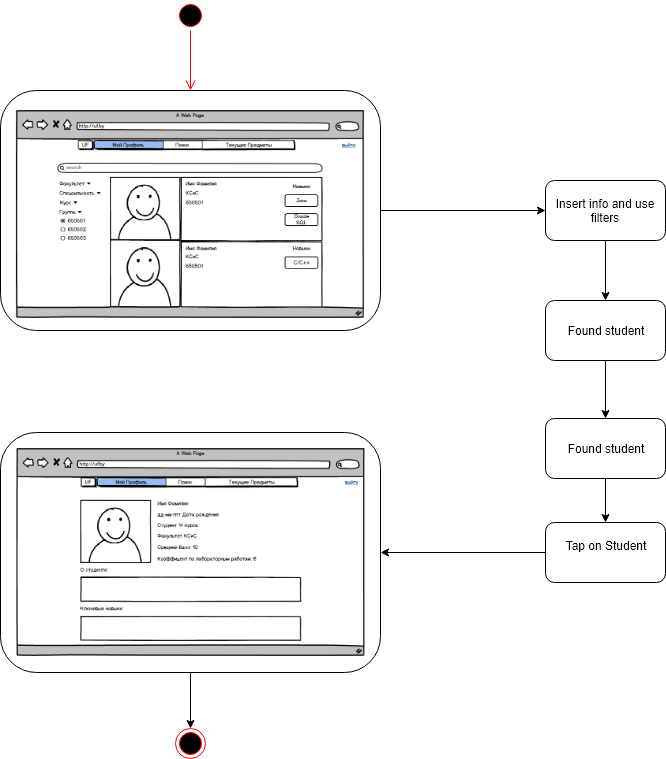 A Web Page
http://uf.by
UF Мой Профиль Поиск Текущие Предметы
выйти
search
Факультет
Специальность
Курс
Группа
650501
650502
650503
Имя Фамилия
КСиС
650501
Навыки
Java
Oracle SQL
Имя Фамилия
КСиС
650501
Навыки
C/C++
Insert info and use
filters
Found student
Found student
Tap on Student
A Web Page
http://uf.by
UF Мой Профиль Поиск Текущие Предметы
выйти
Имя Фамилия
дд-мм-ггг Дата рождения
Студент № курса
Факультет КСиС
Средний балл: 10
Коэффицент по лабораторным работам: 8
О студенте:
Ключевые навыки: